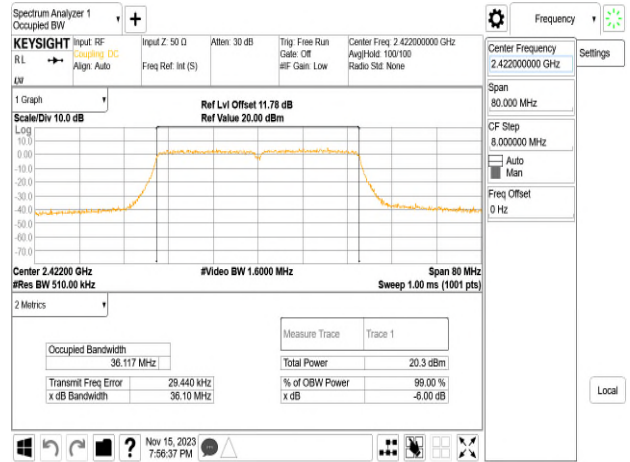 Spectrum Analyzer 1
Occupied BW
Frequency
KEYSIGHT
Input: RF
Coupling: DC
Align: Auto
Input Z: 50 Ω
Freq Ref: Int (S)
Atten: 30 dB
Trig: Free Run
Gate: Off
#IF Gain: Low
Center Freq: 2.422000000 GHz
Avg|Hold: 100/100
Radio Std: None
RL
LXI
Center Frequency
2.422000000 GHz
Settings
Span
80.000 MHz
CF Step
8.000000 MHz
Auto
Man
Freq Offset
0 Hz
1 Graph
Ref Lvl Offset 11.78 dB
Scale/Div 10.0 dB
Ref Value 20.00 dBm
Log
10.0
0.00
-10.0
-20.0
-30.0
-40.0
-50.0
-60.0
-70.0
Center 2.42200 GHz
#Video BW 1.6000 MHz
Span 80 MHz
#Res BW 510.00 kHz
Sweep 1.00 ms (1001 pts)
2 Metrics
Measure Trace
Trace 1
Occupied Bandwidth
36.117 MHz
Total Power
20.3 dBm
Transmit Freq Error
29.440 kHz
% of OBW Power
99.00 %
x dB Bandwidth
36.10 MHz
x dB
-6.00 dB
Local
?
Nov 15, 2023
7:56:37 PM